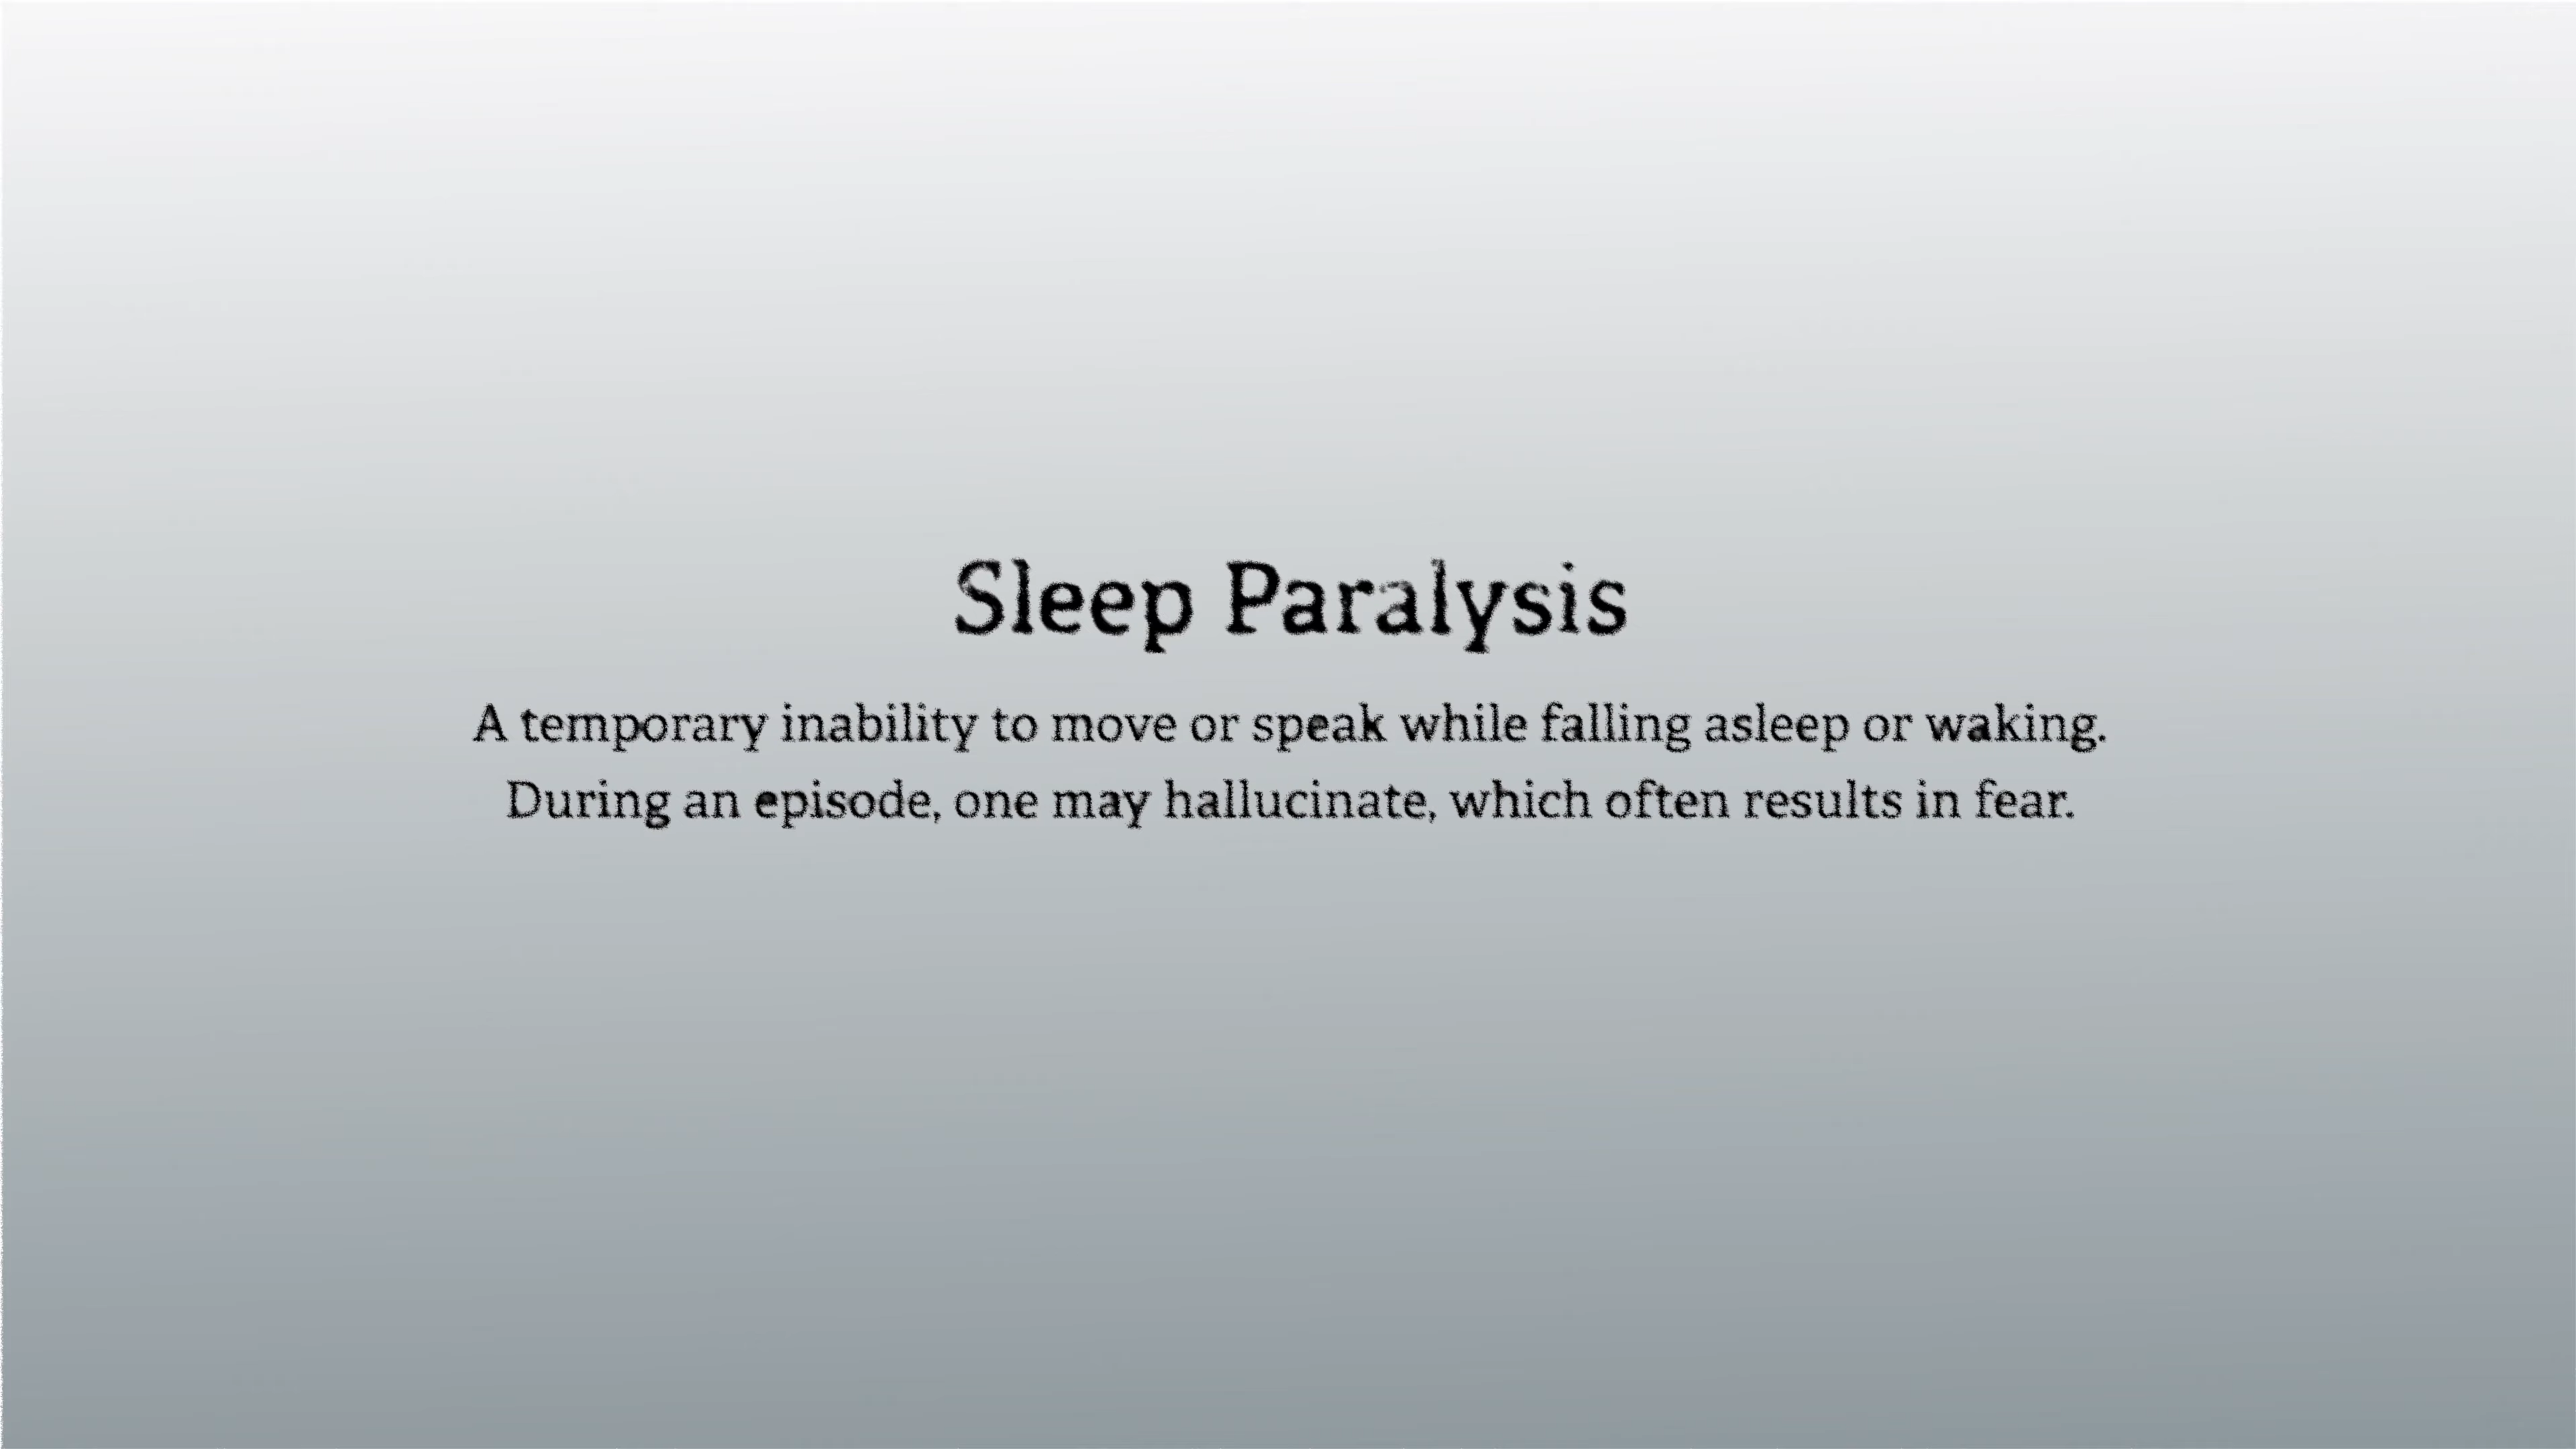 Sleep Paralysis
A temporary inability to move or speak while falling asleep or waking.
During an episode, one may hallucinate, which often results in fear.